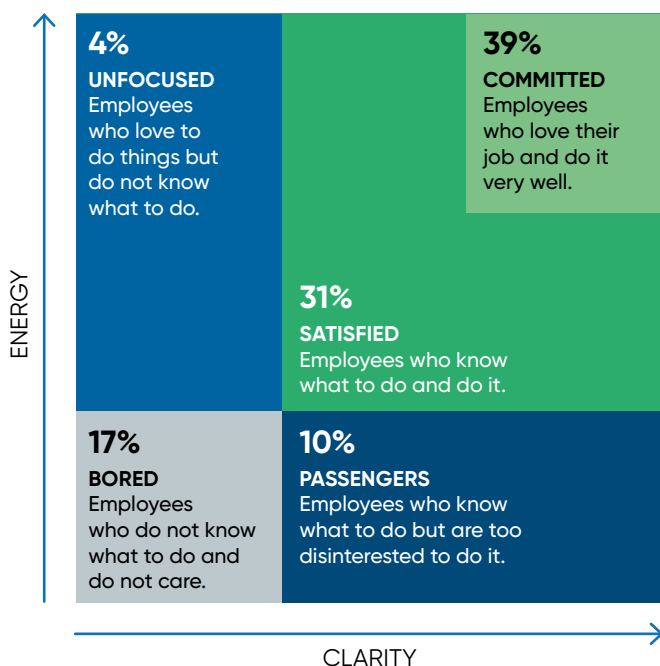 4%
UNFOCUSED
Employees
who love to
do things but
do not know
what to do.
39%
COMMITTED
Employees
who love their
job and do it
very well.
31%
SATISFIED
Employees who know
what to do and do it.
17%
BORED
Employees
who do not know
what to do and
do not care.
10%
PASSENGERS
Employees who know
what to do but are too
disinterested to do it.
ENERGY
CLARITY